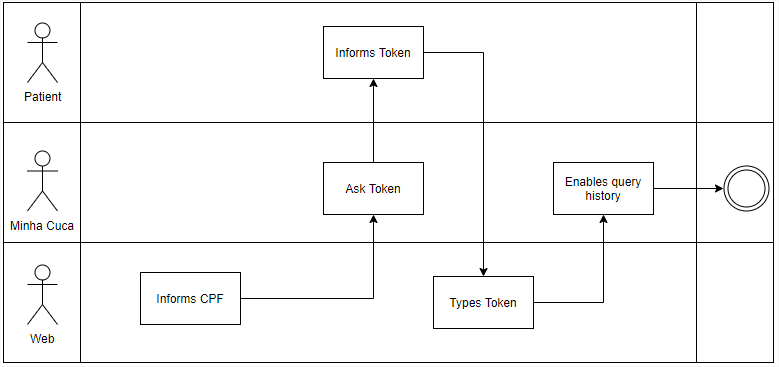 Informs Token
Patient
Ask Token
Enables query
history
Minha Cuca
Informs CPF
Types Token
Web